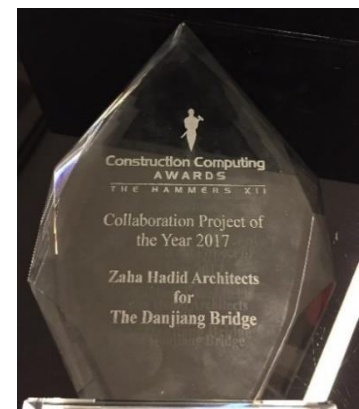 Construction Computing
AWARDS
THE HAMMERS XII
Collaboration Project of
the Year 2017
Zaha Hadid Architects
for
The Danjiang Bridge